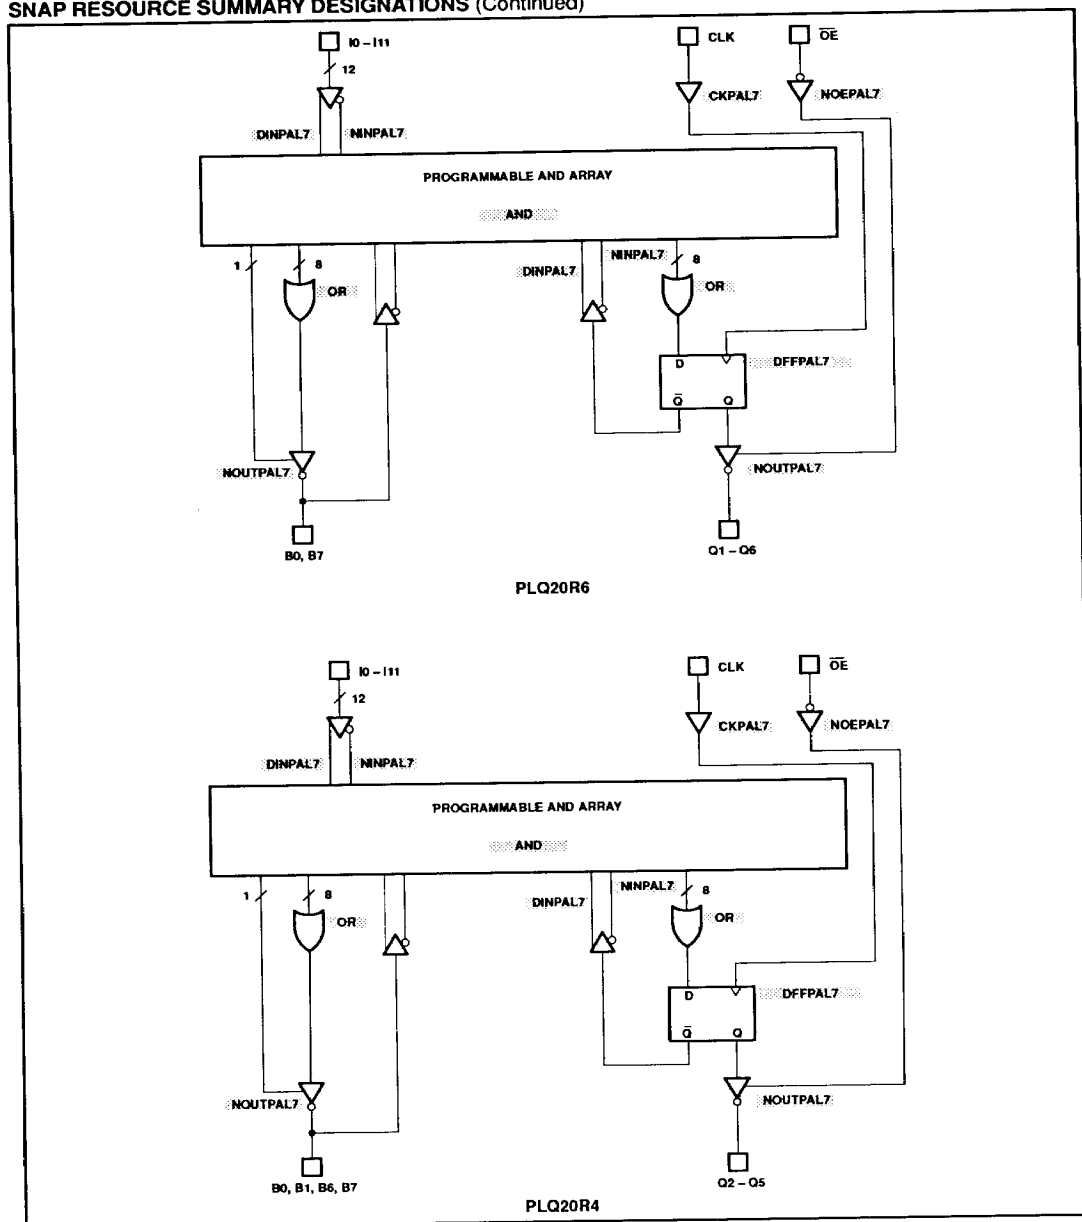 SNAP RESOURCE SUMMARY DESIGNATIONS (Continued)
I0 – I11
CLK
OE
12
CKPAL7
NOEPAL7
DINPAL7
NINPAL7
PROGRAMMABLE AND ARRAY
AND
1
8
OR
DINPAL7
NINPAL7
8
OR
D
DFFPAL7
Q̅
Q
NOUTPAL7
NOUTPAL7
B0, B7
Q1 – Q6
PLQ20R6
I0 – I11
CLK
O̅E̅
12
CKPAL7
NOEPAL7
DINPAL7
NINPAL7
PROGRAMMABLE AND ARRAY
AND
1
8
OR
DINPAL7
NINPAL7
8
OR
D
DFFPAL7
Q̅
Q
NOUTPAL7
NOUTPAL7
B0, B1, B6, B7
Q2 – Q5
PLQ20R4